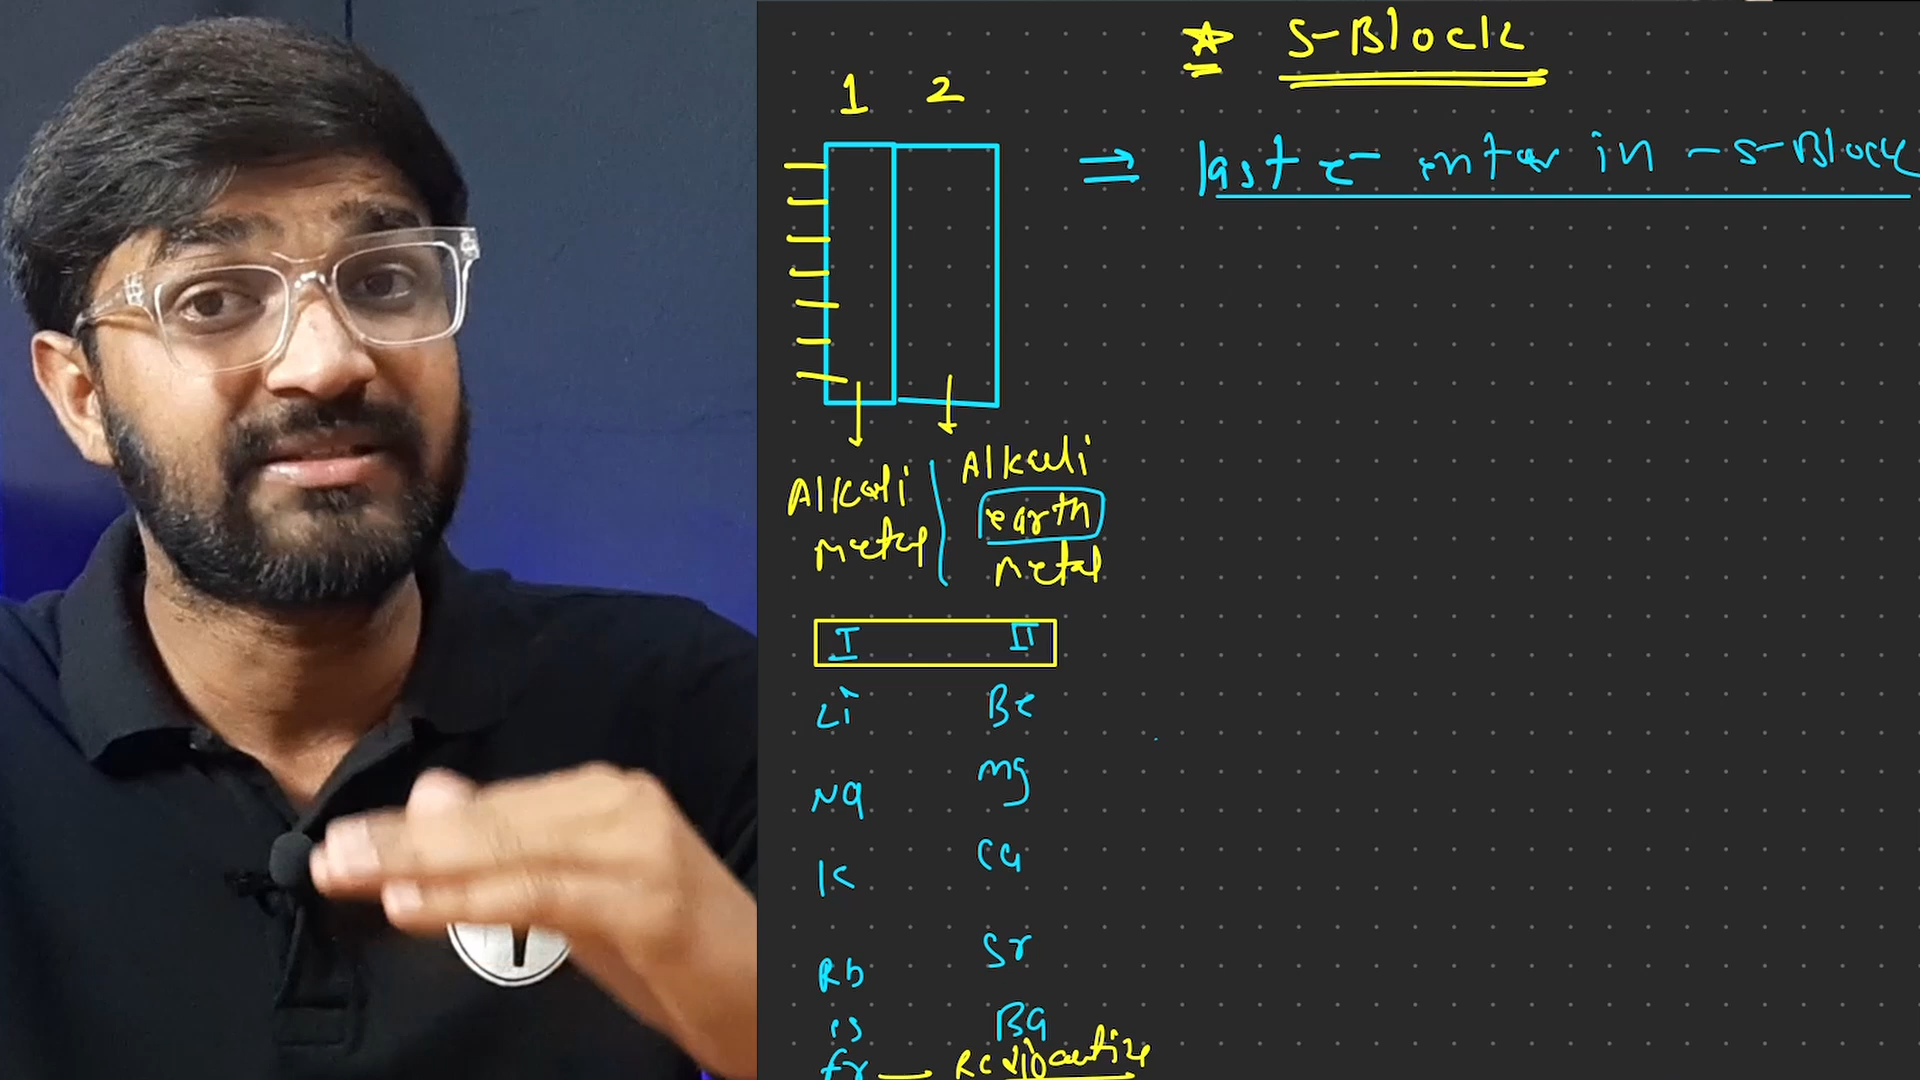 * S-Block
1 2
⇒ last e⁻ enter in - s-Block
Alkali Alkali
metal earth
metal
I II
Li Be
Na Mg
K Ca
Rb Sr
Cs Ba
fr — Radioactive